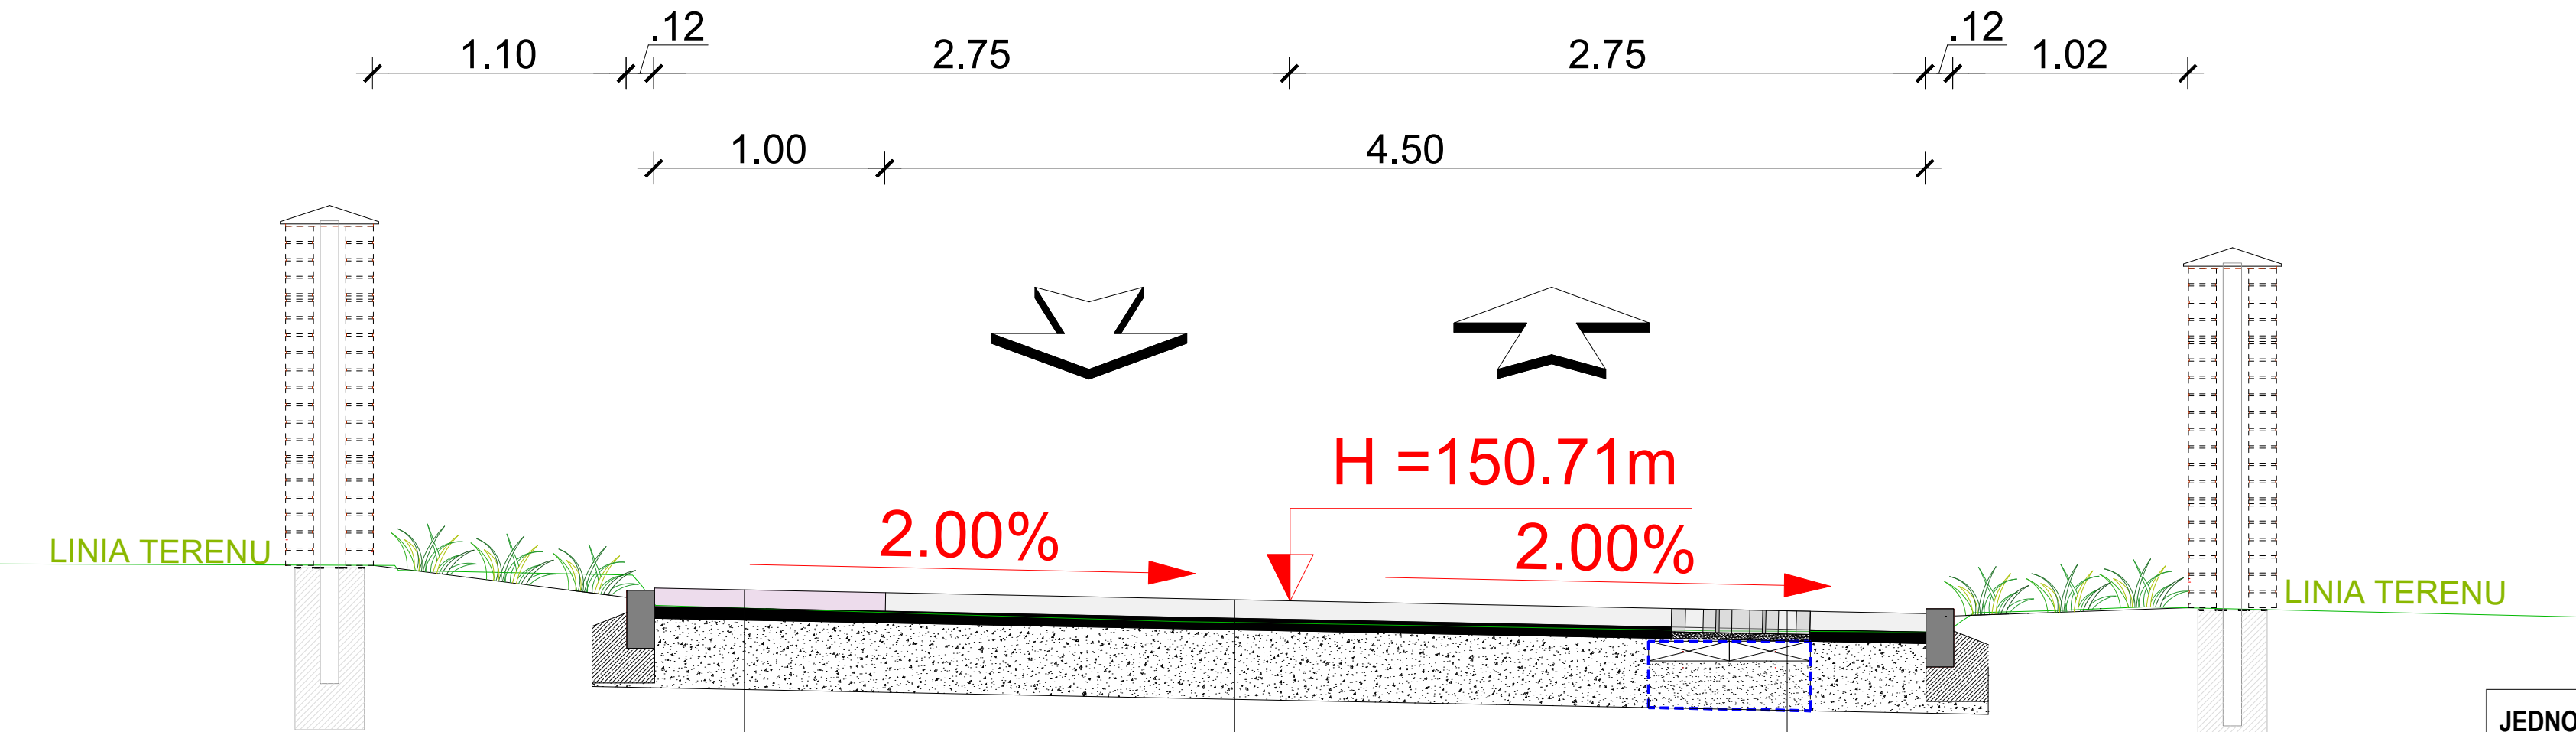 1.10 .12 2.75 2.75 .12 1.02
1.00 4.50
H =150.71m
2.00% 2.00%
LINIA TERENU
LINIA TERENU